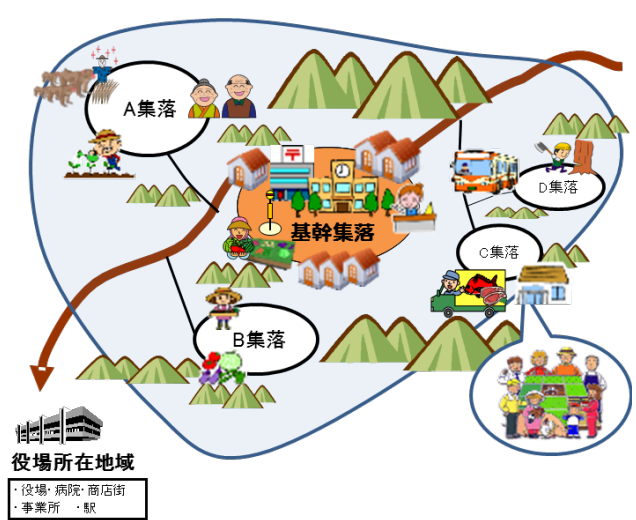 A集落
D集落
基幹集落
C集落
B集落
役場所在地域
・役場・病院・商店街
・事業所 ・駅